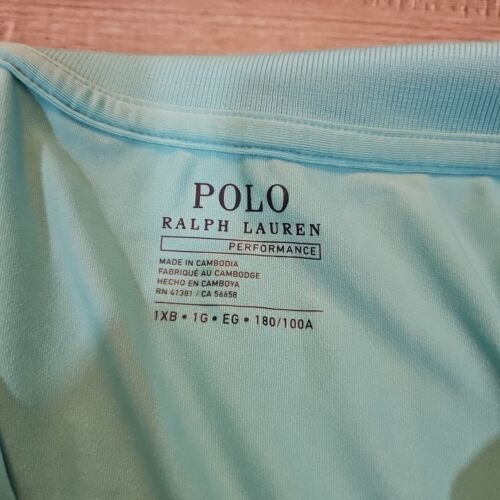 POLO
RALPH LAUREN
PERFORMANCE
MADE IN CAMBODIA
FABRIQUÉ AU CAMBODGE
HECHO EN CAMBOYA
RN 41381 / CA 56658
1XB • 1G • EG • 180/100A